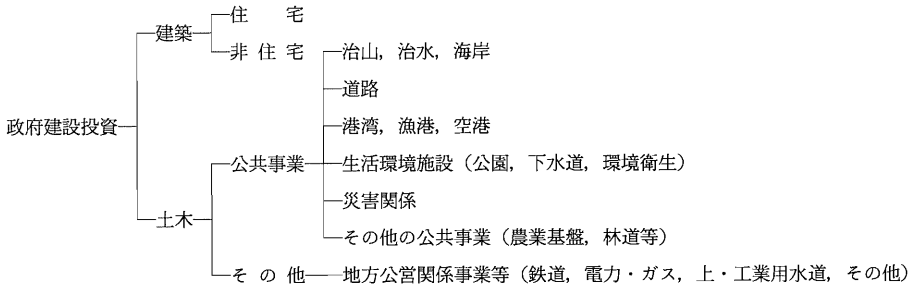 住　宅
建築
非住宅
治山，治水，海岸
道路
政府建設投資
港湾，漁港，空港
公共事業
生活環境施設（公園，下水道，環境衛生）
災害関係
土木
その他の公共事業（農業基盤，林道等）
その他
地方公営関係事業等（鉄道，電力・ガス，上・工業用水道，その他）